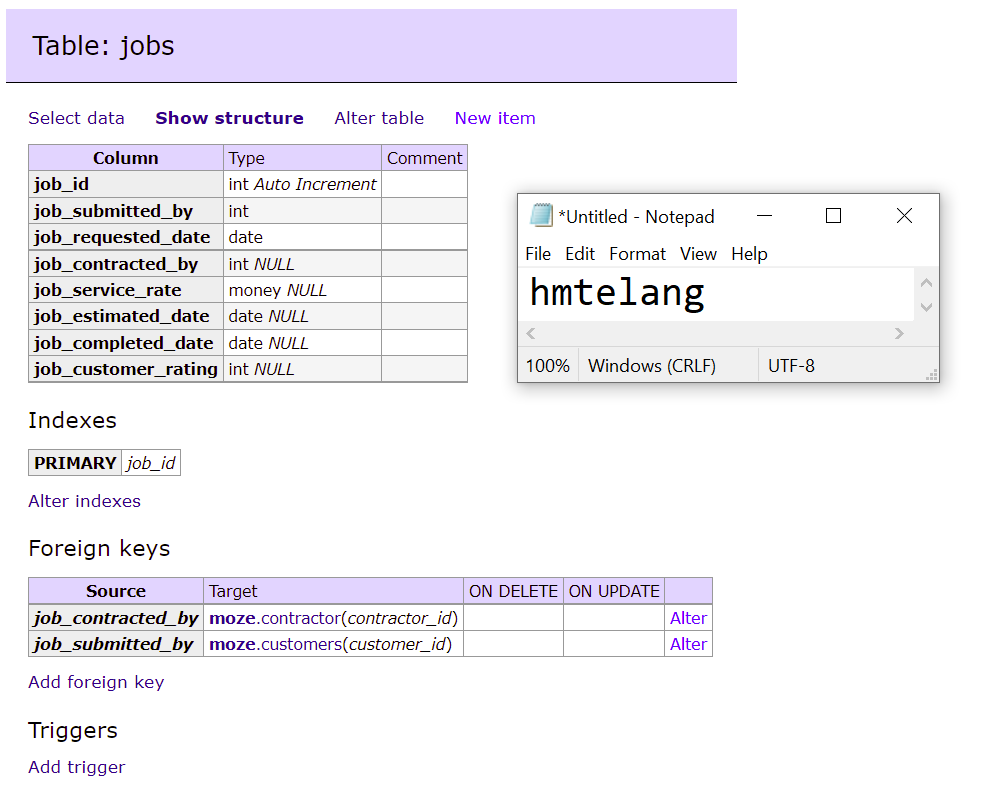 Table: jobs
Select data Show structure Alter table New item
Column Type Comment
job_id int Auto Increment
job_submitted_by int
job_requested_date date
job_contracted_by int NULL
job_service_rate money NULL
job_estimated_date date NULL
job_completed_date date NULL
job_customer_rating int NULL
*Untitled - Notepad
File Edit Format View Help
hmtelang
100% Windows (CRLF) UTF-8
Indexes
PRIMARY job_id
Alter indexes
Foreign keys
Source Target ON DELETE ON UPDATE
job_contracted_by moze.contractor(contractor_id) Alter
job_submitted_by moze.customers(customer_id) Alter
Add foreign key
Triggers
Add trigger